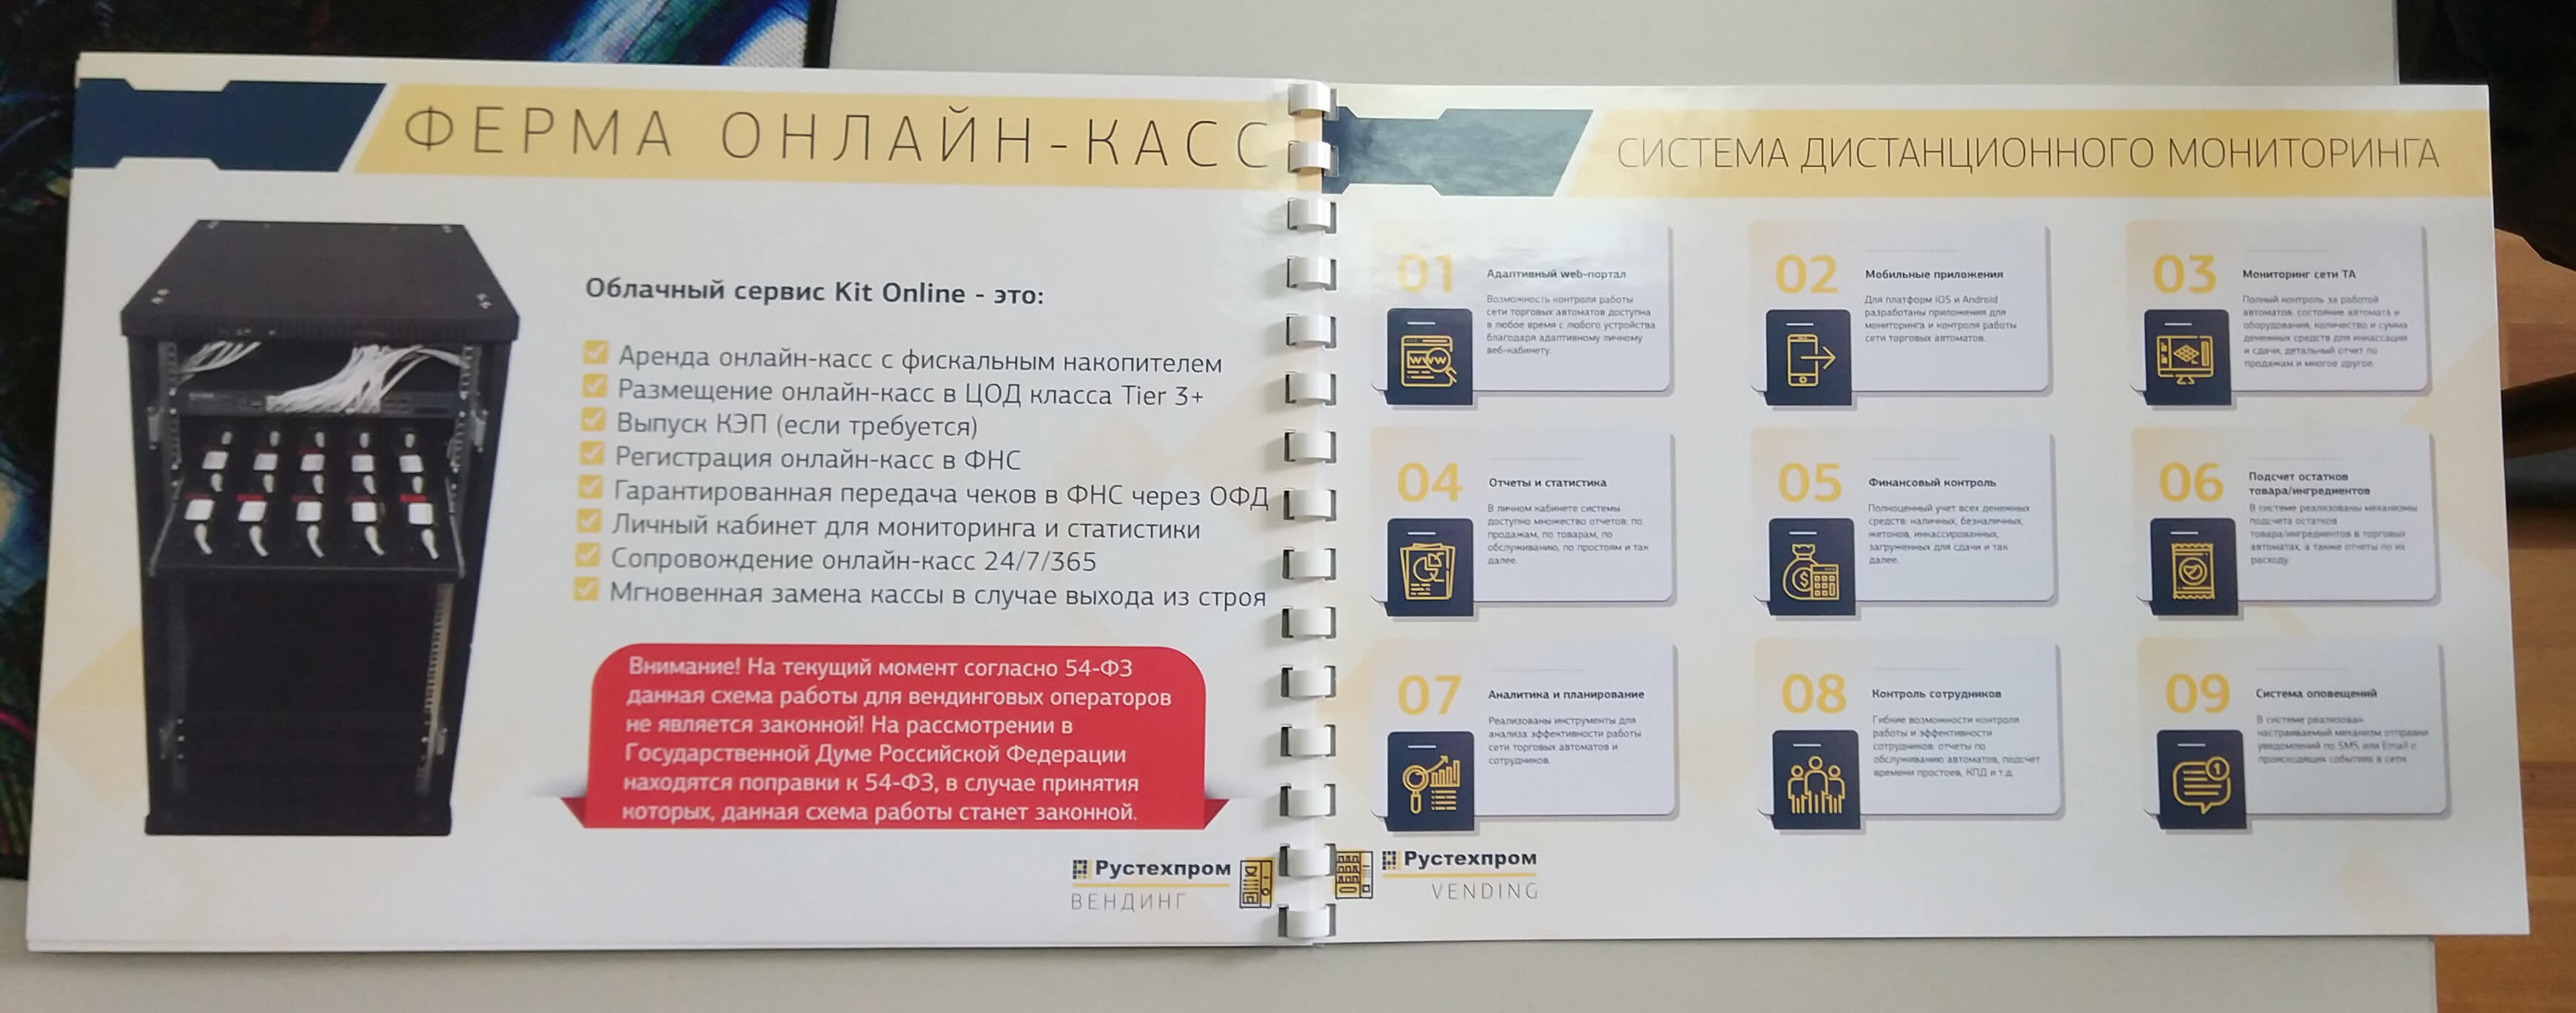 ФЕРМА ОНЛАЙН-КАСС
Облачный сервис Kit Online - это:
Аренда онлайн-касс с фискальным накопителем
Размещение онлайн-касс в ЦОД класса Tier 3+
Выпуск КЭП (если требуется)
Регистрация онлайн-касс в ФНС
Гарантированная передача чеков в ФНС через ОФД
Личный кабинет для мониторинга и статистики
Сопровождение онлайн-касс 24/7/365
Мгновенная замена кассы в случае выхода из строя
Внимание! На текущий момент согласно 54-ФЗ
данная схема работы для вендинговых операторов
не является законной! На рассмотрении в
Государственной Думе Российской Федерации
находятся поправки к 54-ФЗ, в случае принятия
которых, данная схема работы станет законной.
Рустехпром
ВЕНДИНГ
СИСТЕМА ДИСТАНЦИОННОГО МОНИТОРИНГА
01
Адаптивный web-портал
Возможность контроля работы
сети торговых автоматов доступна
в любое время с любого устройства
благодаря адаптивному личному
веб-кабинету.
www
02
Мобильные приложения
Для платформ iOS и Android
разработаны приложения для
мониторинга и контроля работы
сети торговых автоматов.
03
Мониторинг сети ТА
Полный контроль за работой
автоматов: состояние автомата и
оборудования, количество и сумма
денежных средств для инкассации
и сдачи, детальный отчет по
продажам и многое другое.
04
Отчеты и статистика
В личном кабинете системы
доступно множество отчетов: по
продажам, по товарам, по
обслуживанию, по простоям и так
далее.
05
Финансовый контроль
Полноценный учет всех денежных
средств: наличных, безналичных,
жетонов, инкассированных,
загруженных для сдачи и так
далее.
06
Подсчет остатков
товара/ингредиентов
В системе реализованы механизмы
подсчета остатков
товара/ингредиентов в торговых
автоматах, а также отчеты по их
расходу.
07
Аналитика и планирование
Реализованы инструменты для
анализа эффективности работы
сети торговых автоматов и
сотрудников.
08
Контроль сотрудников
Гибкие возможности контроля
работы и эффективности
сотрудников: отчеты по
обслуживанию автоматов, подсчет
времени простоев, КПД и т.д.
09
Система оповещений
В системе реализован
настраиваемый механизм отправки
уведомлений по SMS или Email о
происходящих событиях в сети.
1
Рустехпром
VENDING